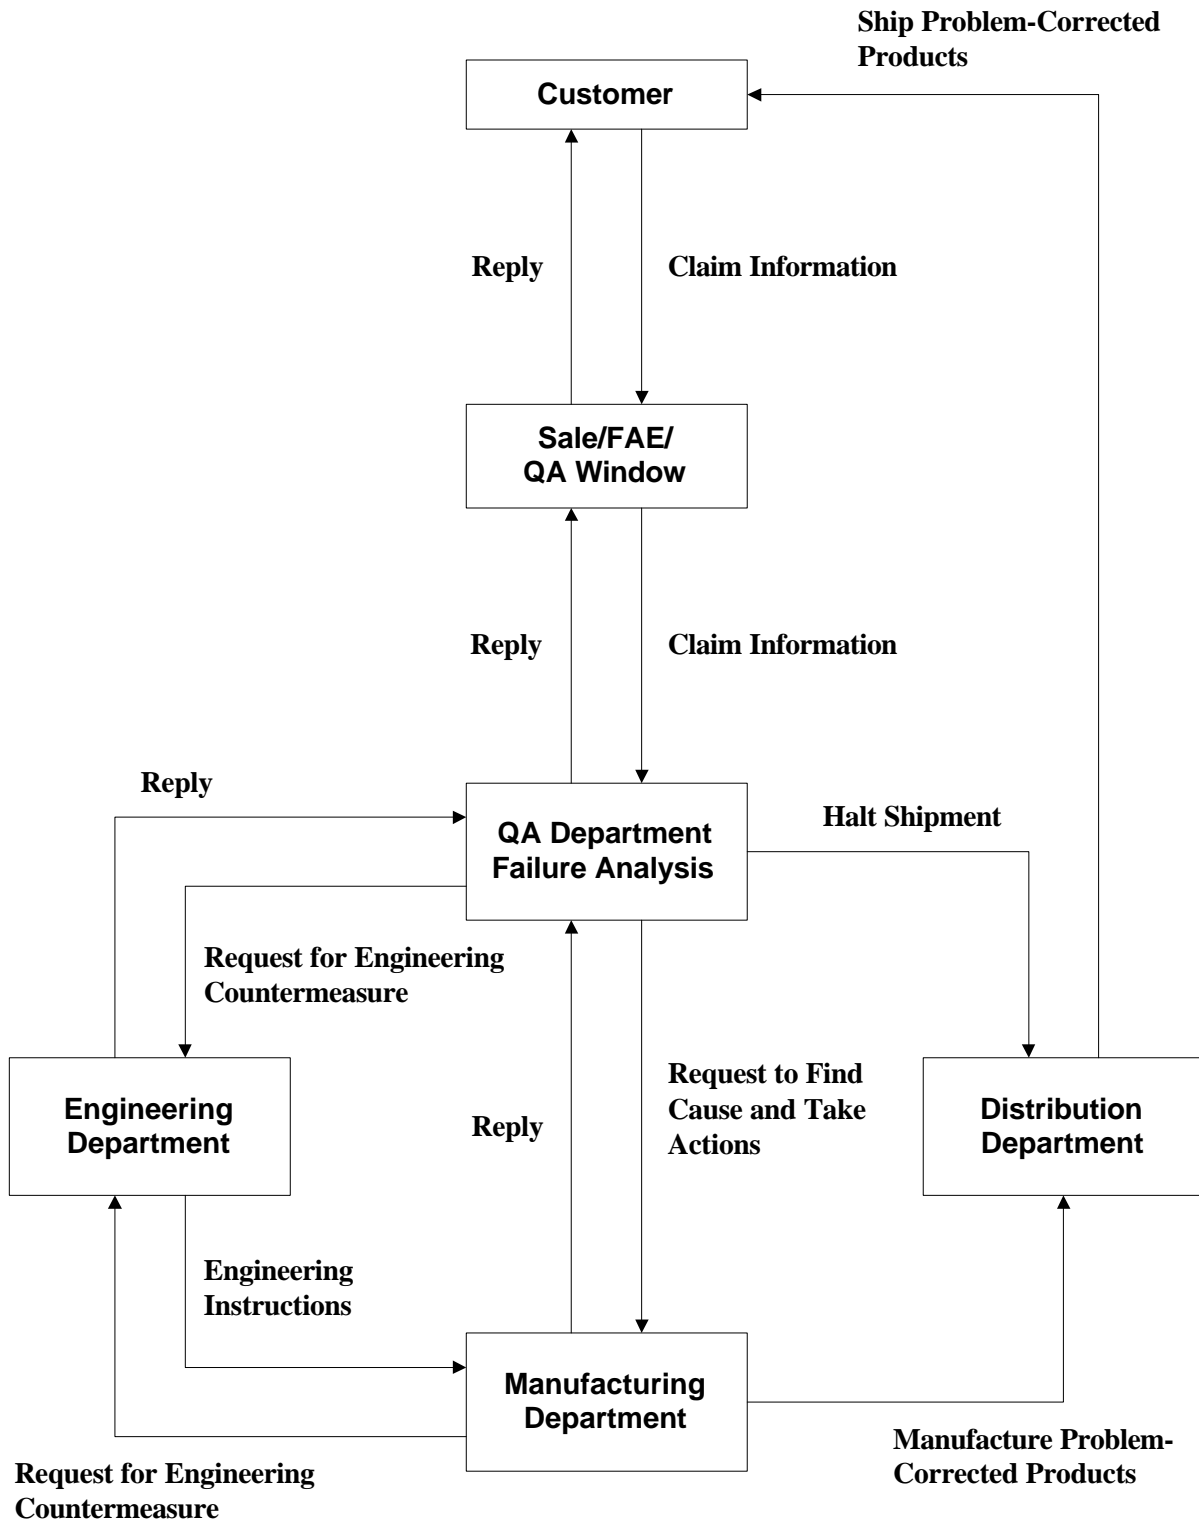 Ship Problem-Corrected
Products
Customer
Reply
Claim Information
Sale/FAE/
QA Window
Reply
Claim Information
Reply
Halt Shipment
QA Department
Failure Analysis
Request for Engineering
Countermeasure
Engineering
Department
Reply
Request to Find
Cause and Take
Actions
Distribution
Department
Engineering
Instructions
Manufacturing
Department
Manufacture Problem-
Corrected Products
Request for Engineering
Countermeasure